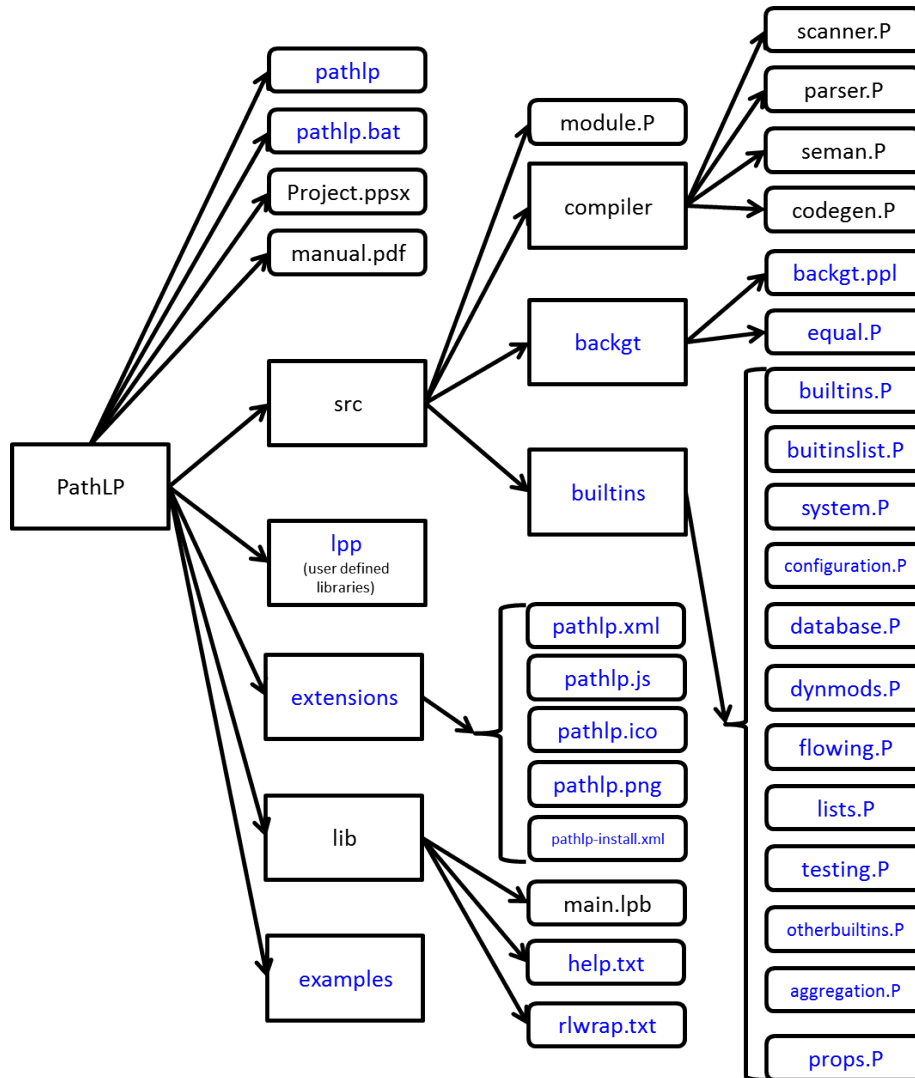 PathLP
pathlp
pathlp.bat
Project.ppsx
manual.pdf
src
lpp
(user defined
libraries)
extensions
lib
examples
module.P
compiler
backgt
builtins
pathlp.xml
pathlp.js
pathlp.ico
pathlp.png
pathlp-install.xml
main.lpb
help.txt
rlwrap.txt
scanner.P
parser.P
seman.P
codegen.P
backgt.ppl
equal.P
builtins.P
buitinslist.P
system.P
configuration.P
database.P
dynmods.P
flowing.P
lists.P
testing.P
otherbuiltins.P
aggregation.P
props.P